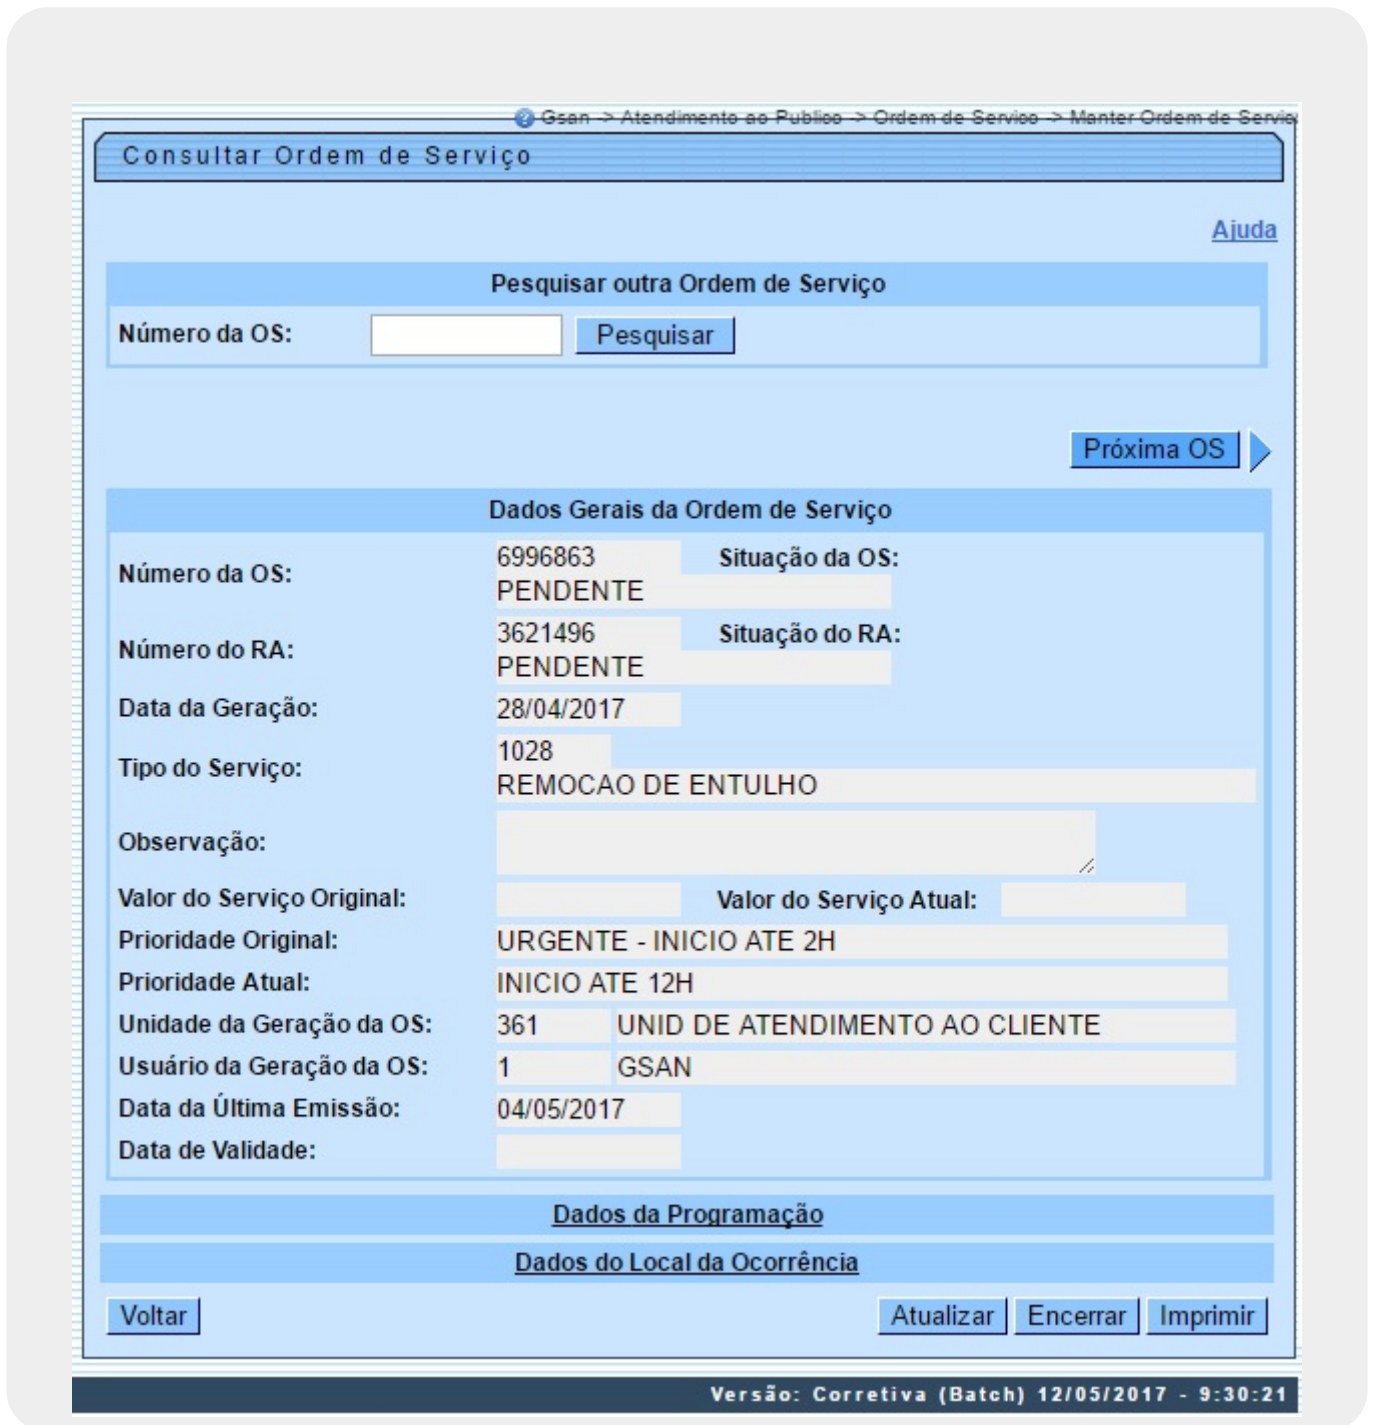 Gsan -> Atendimento ao Publico -> Ordem de Servico -> Manter Ordem de Servic
Consultar Ordem de Serviço
Ajuda
Pesquisar outra Ordem de Serviço
Número da OS: Pesquisar
Próxima OS
Dados Gerais da Ordem de Serviço
Número da OS: 6996863 Situação da OS:
PENDENTE
Número do RA: 3621496 Situação do RA:
PENDENTE
Data da Geração: 28/04/2017
Tipo do Serviço: 1028
REMOCAO DE ENTULHO
Observação:
Valor do Serviço Original: Valor do Serviço Atual:
Prioridade Original: URGENTE - INICIO ATE 2H
Prioridade Atual: INICIO ATE 12H
Unidade da Geração da OS: 361 UNID DE ATENDIMENTO AO CLIENTE
Usuário da Geração da OS: 1 GSAN
Data da Última Emissão: 04/05/2017
Data de Validade:
Dados da Programação
Dados do Local da Ocorrência
Voltar Atualizar Encerrar Imprimir
Versão: Corretiva (Batch) 12/05/2017 - 9:30:21